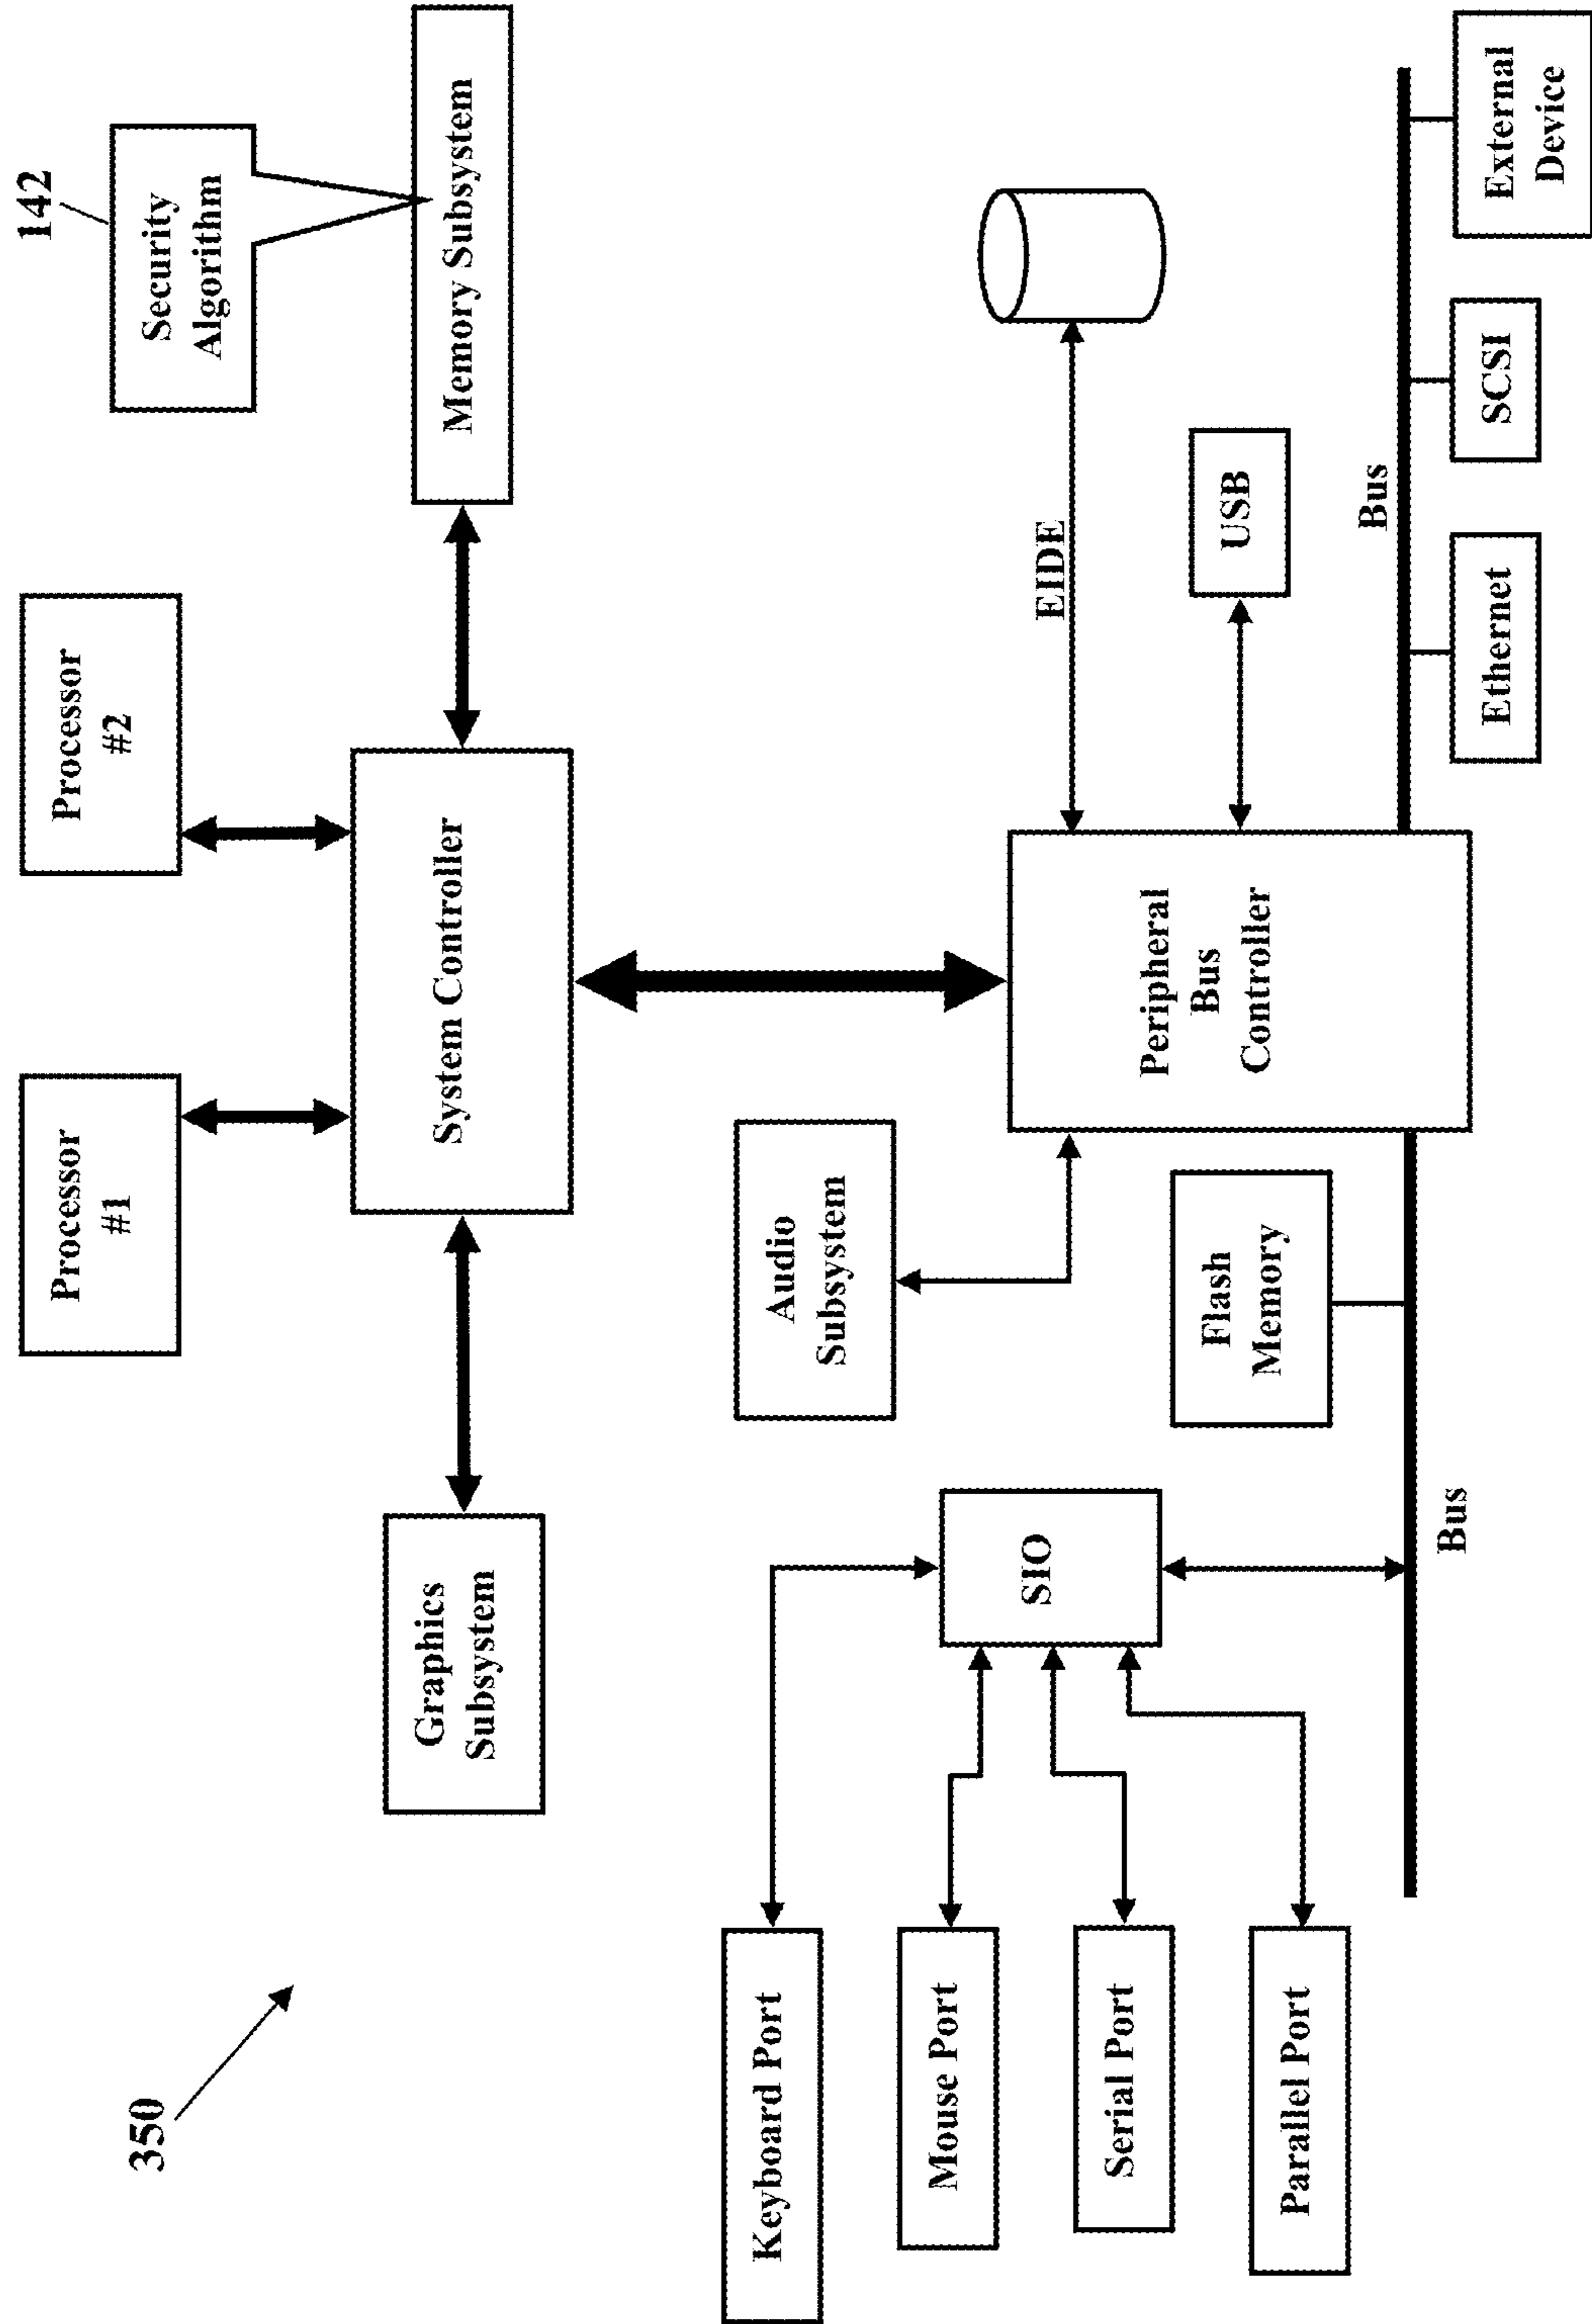 350
142
Processor
#1
Processor
#2
Security
Algorithm
Graphics
Subsystem
System Controller
Memory Subsystem
Keyboard Port
Mouse Port
Serial Port
Parallel Port
SIO
Audio
Subsystem
Flash
Memory
Peripheral
Bus
Controller
EIDE
USB
Bus
Bus
Ethernet
SCSI
External
Device